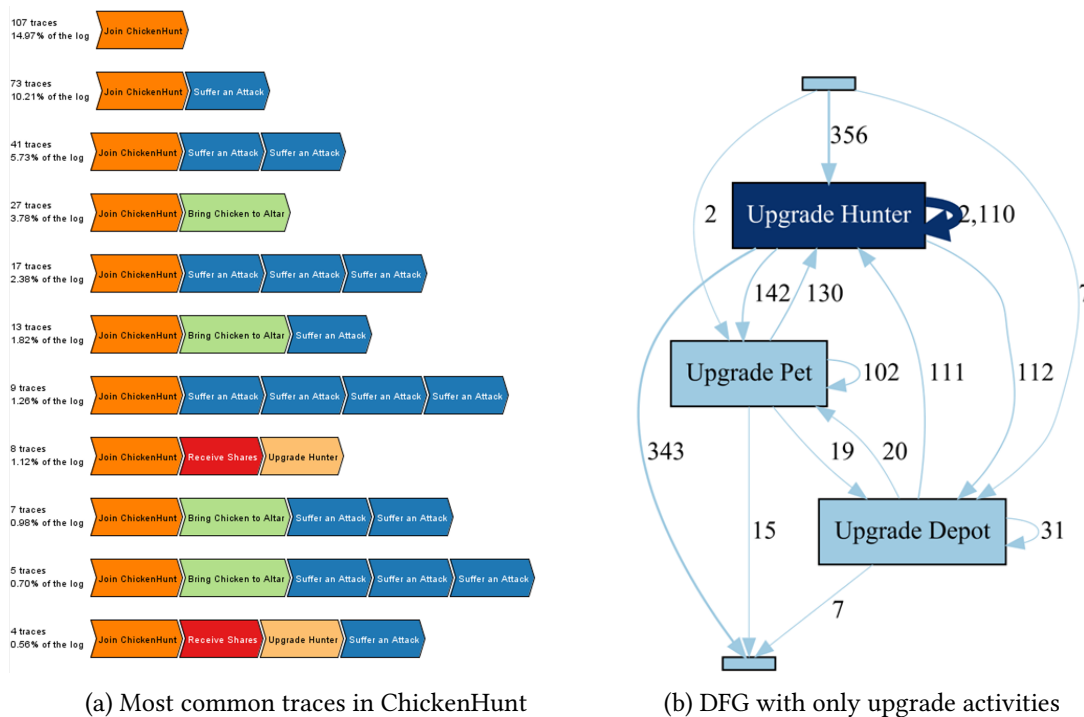 107 traces
14.97% of the log
Join ChickenHunt
73 traces
10.21% of the log
Join ChickenHunt Suffer an Attack
41 traces
5.73% of the log
Join ChickenHunt Suffer an Attack Suffer an Attack
27 traces
3.78% of the log
Join ChickenHunt Bring Chicken to Altar
17 traces
2.38% of the log
Join ChickenHunt Suffer an Attack Suffer an Attack Suffer an Attack
13 traces
1.82% of the log
Join ChickenHunt Bring Chicken to Altar Suffer an Attack
9 traces
1.26% of the log
Join ChickenHunt Suffer an Attack Suffer an Attack Suffer an Attack Suffer an Attack
8 traces
1.12% of the log
Join ChickenHunt Receive Shares Upgrade Hunter
7 traces
0.98% of the log
Join ChickenHunt Bring Chicken to Altar Suffer an Attack Suffer an Attack
5 traces
0.70% of the log
Join ChickenHunt Bring Chicken to Altar Suffer an Attack Suffer an Attack Suffer an Attack
4 traces
0.56% of the log
Join ChickenHunt Receive Shares Upgrade Hunter Suffer an Attack
(a) Most common traces in ChickenHunt
356
2
Upgrade Hunter
2,110
7
142
130
Upgrade Pet
102
111
112
343
19
20
15
Upgrade Depot
31
7
(b) DFG with only upgrade activities